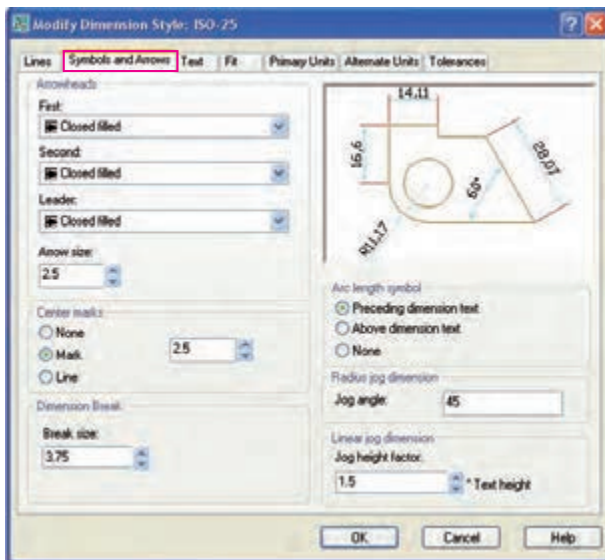 Modify Dimension Style: ISO-25
Lines Symbols and Arrows Text Fit Primary Units Alternate Units Tolerances
Arrowheads
First:
Closed filled
Second:
Closed filled
Leader:
Closed filled
Arrow size:
2.5
Center marks
None
Mark
Line
2.5
Dimension Break
Break size:
3.75
14,11
16,6
28,07
60°
R11,17
Arc length symbol
Preceding dimension text
Above dimension text
None
Radius jog dimension
Jog angle:
45
Linear jog dimension
Jog height factor:
1.5
* Text height
OK Cancel Help